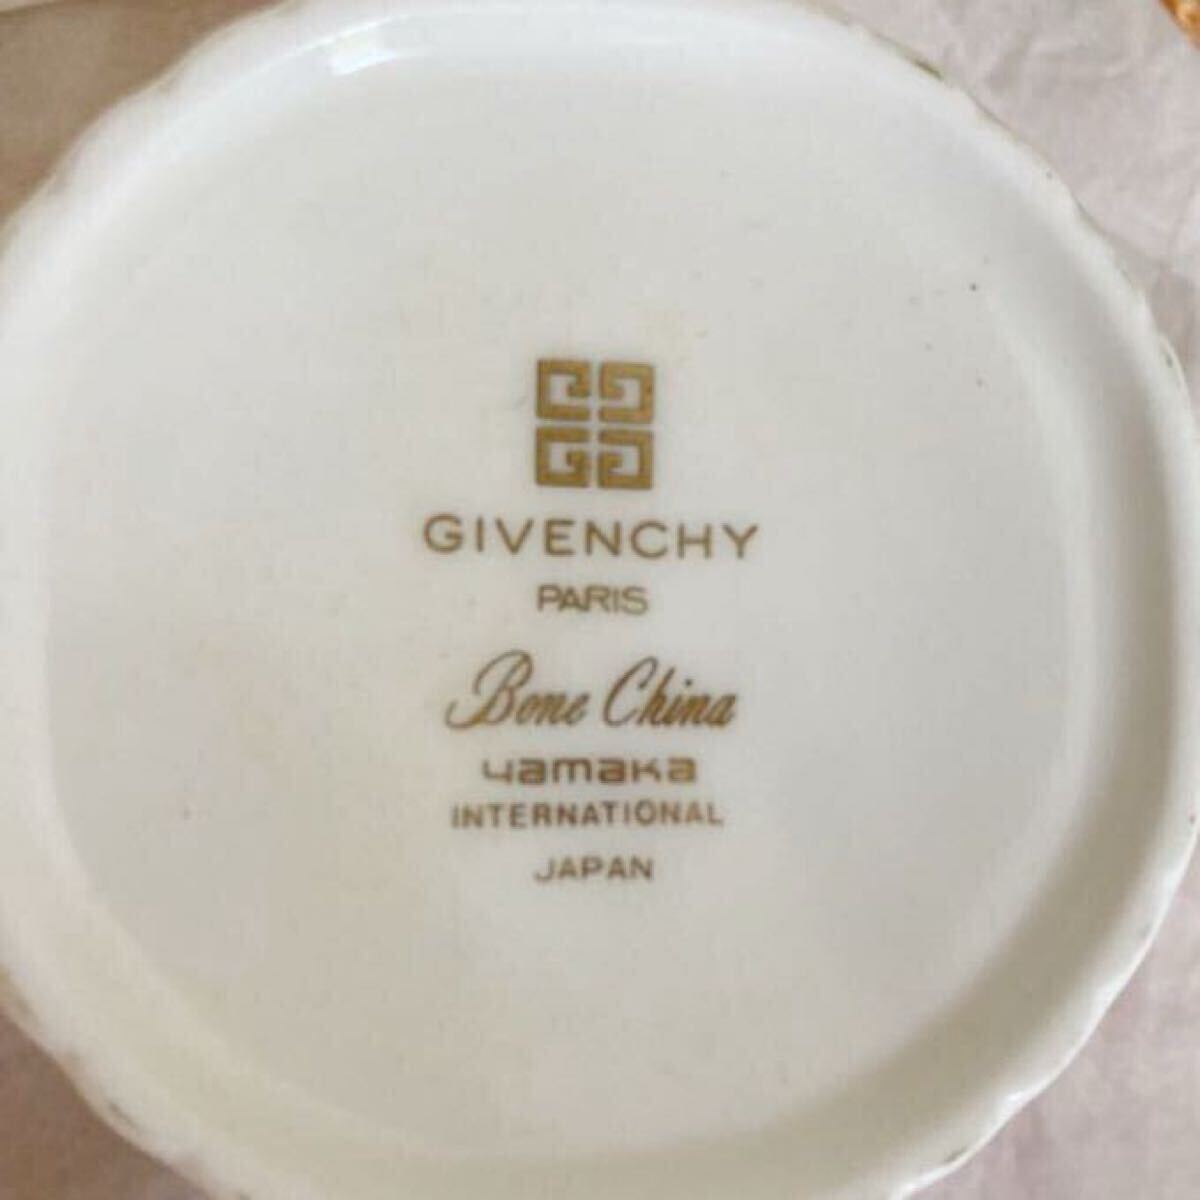 GIVENCHY
PARIS
Bone China
yamaka
INTERNATIONAL
JAPAN